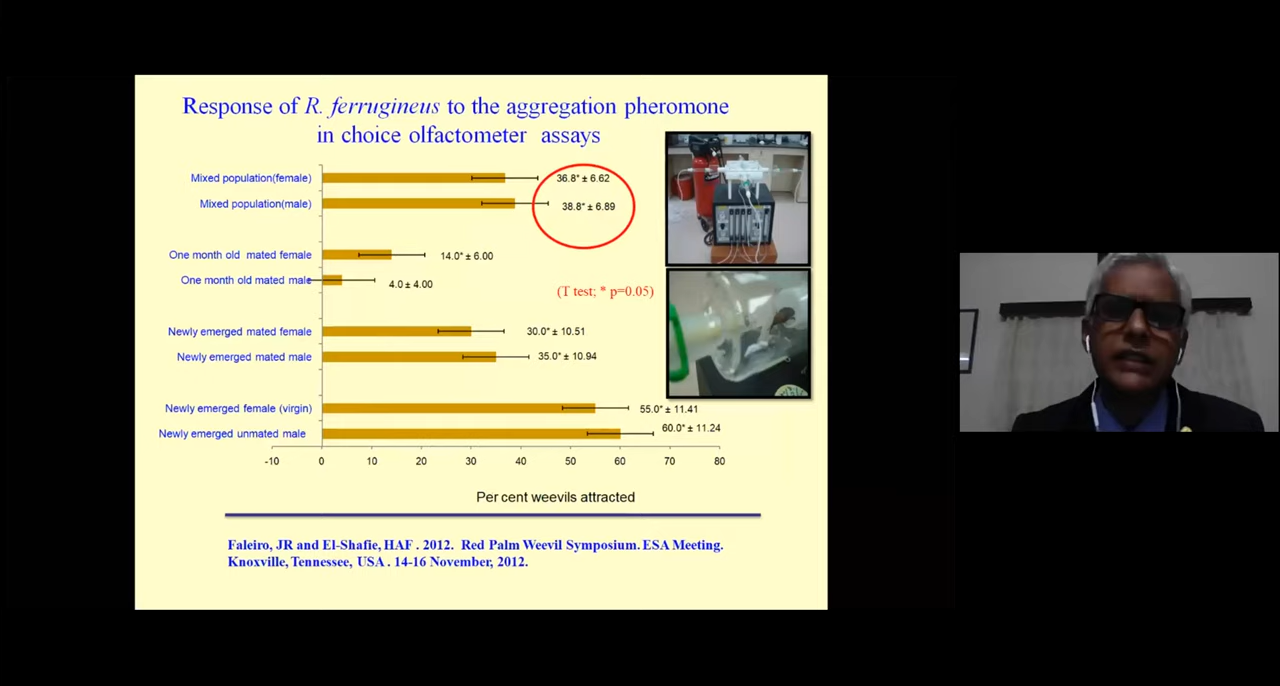 Response of R. ferrugineus to the aggregation pheromone
in choice olfactometer assays
Mixed population(female)
36.8* ± 6.62
Mixed population(male)
38.8* ± 6.89
One month old mated female
14.0* ± 6.00
One month old mated male
4.0 ± 4.00
(T test; * p=0.05)
Newly emerged mated female
30.0* ± 10.51
Newly emerged mated male
35.0* ± 10.94
Newly emerged female (virgin)
55.0* ± 11.41
Newly emerged unmated male
60.0* ± 11.24
-10 0 10 20 30 40 50 60 70 80
Per cent weevils attracted
Faleiro, JR and El-Shafie, HAF . 2012. Red Palm Weevil Symposium. ESA Meeting.
Knoxville, Tennessee, USA . 14-16 November, 2012.